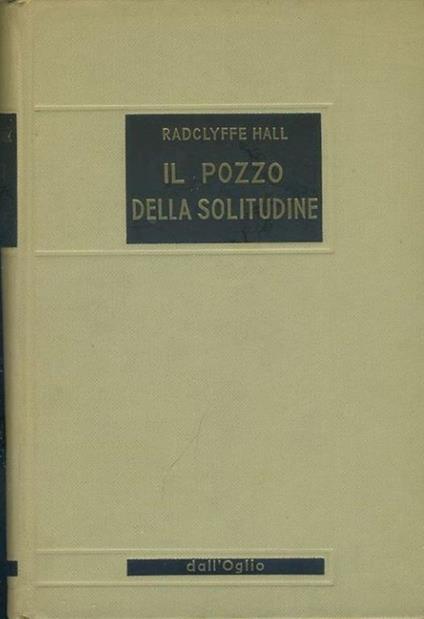 RADCLYFFE HALL
IL POZZO
DELLA SOLITUDINE
dall'Oglio